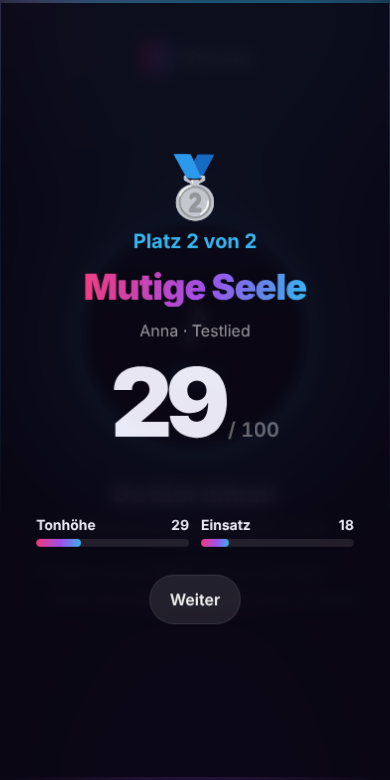 2
Platz 2 von 2
Mutige Seele
Anna · Testlied
29 / 100
Tonhöhe 29 Einsatz 18
Weiter